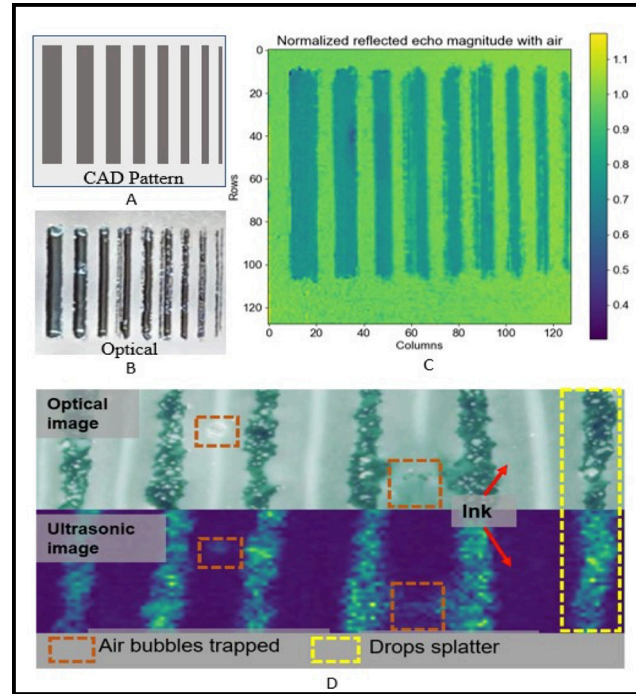 CAD Pattern
A
Optical
B
Normalized reflected echo magnitude with air
0
20
40
60
80
100
120
Rows
0 20 40 60 80 100 120
Columns
1.1
1.0
0.9
0.8
0.7
0.6
0.5
0.4
C
Optical
image
Ink
Ultrasonic
image
Air bubbles trapped
Drops splatter
D